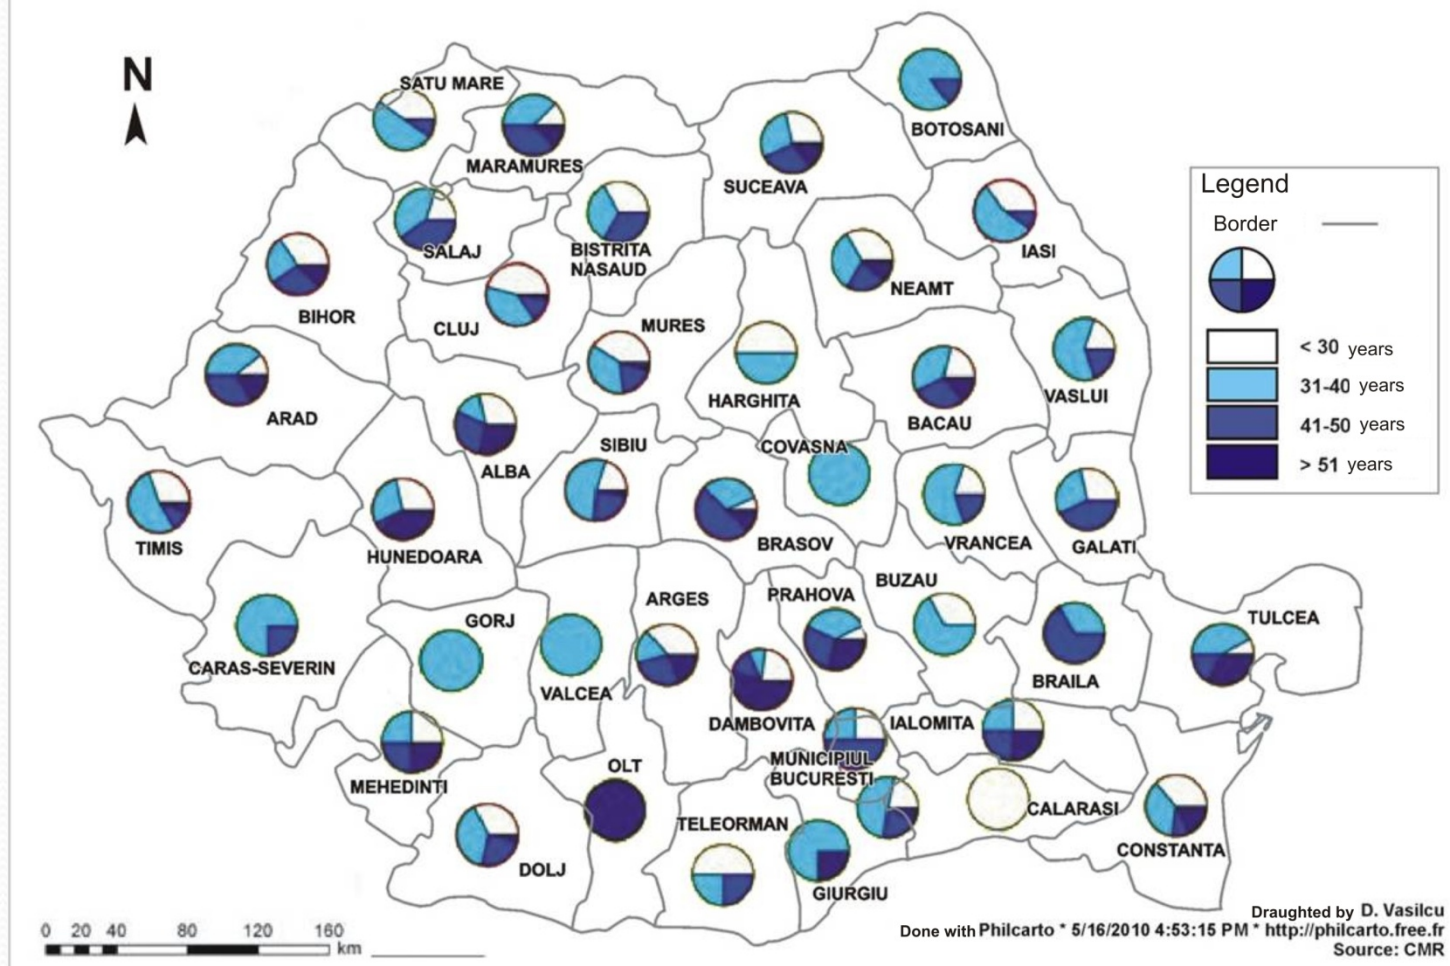 N
SATU MARE
MARAMURES
BOTOSANI
SUCEAVA
SALAJ
BISTRITA
NASAUD
IASI
BIHOR
CLUJ
NEAMT
MURES
HARGHITA
VASLUI
ARAD
BACAU
ALBA
SIBIU
COVASNA
TIMIS
HUNEDOARA
BRASOV
VRANCEA
GALATI
CARAS-SEVERIN
GORJ
VALCEA
ARGES
PRAHOVA
BUZAU
BRAILA
TULCEA
DAMBOVITA
IALOMITA
MUNICIPIUL
BUCURESTI
MEHEDINTI
OLT
TELEORMAN
CALARASI
CONSTANTA
DOLJ
GIURGIU
Legend
Border
< 30 years
31-40 years
41-50 years
> 51 years
0 20 40 80 120 160
km
Draughted by D. Vasilcu
Done with Philcarto * 5/16/2010 4:53:15 PM * http://philcarto.free.fr
Source: CMR